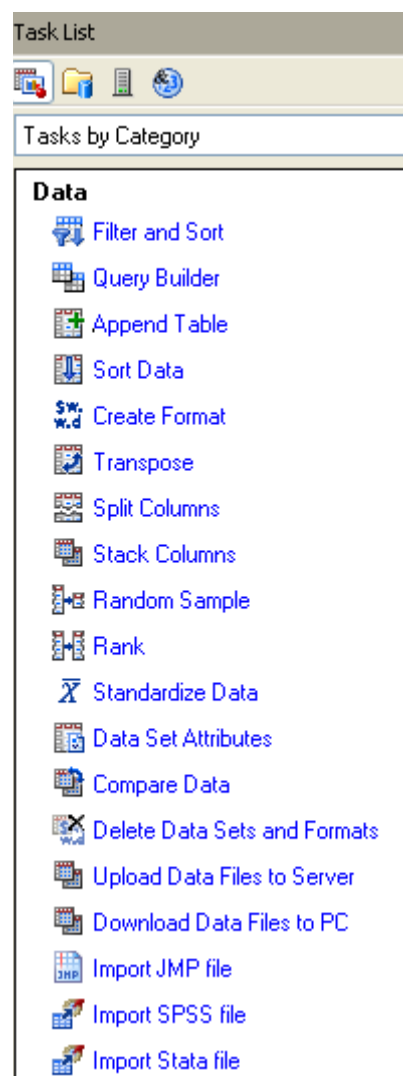 Task List
Tasks by Category
Data
Filter and Sort
Query Builder
Append Table
Sort Data
Create Format
Transpose
Split Columns
Stack Columns
Random Sample
Rank
Standardize Data
Data Set Attributes
Compare Data
Delete Data Sets and Formats
Upload Data Files to Server
Download Data Files to PC
Import JMP file
Import SPSS file
Import Stata file